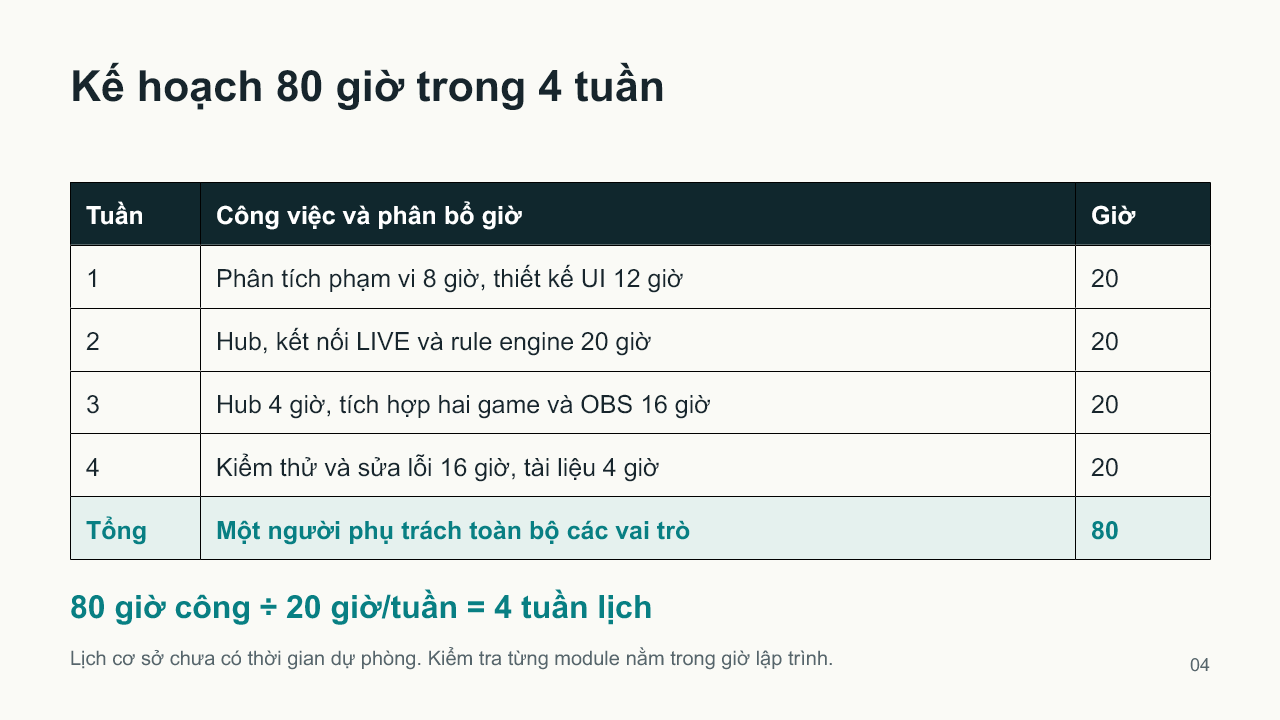 Kế hoạch 80 giờ trong 4 tuần
Tuần Công việc và phân bổ giờ Giờ
1 Phân tích phạm vi 8 giờ, thiết kế UI 12 giờ 20
2 Hub, kết nối LIVE và rule engine 20 giờ 20
3 Hub 4 giờ, tích hợp hai game và OBS 16 giờ 20
4 Kiểm thử và sửa lỗi 16 giờ, tài liệu 4 giờ 20
Tổng Một người phụ trách toàn bộ các vai trò 80
80 giờ công ÷ 20 giờ/tuần = 4 tuần lịch
Lịch cơ sở chưa có thời gian dự phòng. Kiểm tra từng module nằm trong giờ lập trình.
04